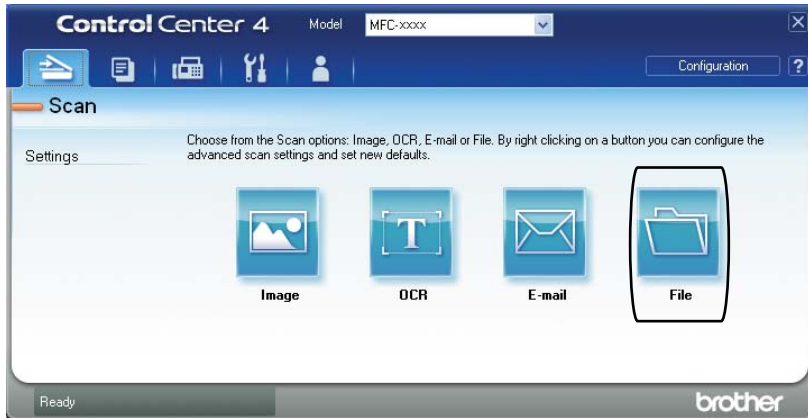 Control Center 4 Model MFC-xxxx
Configuration ?
Scan
Settings
Choose from the Scan options: Image, OCR, E-mail or File. By right clicking on a button you can configure the
advanced scan settings and set new defaults.
T
Image OCR E-mail File
Ready brother